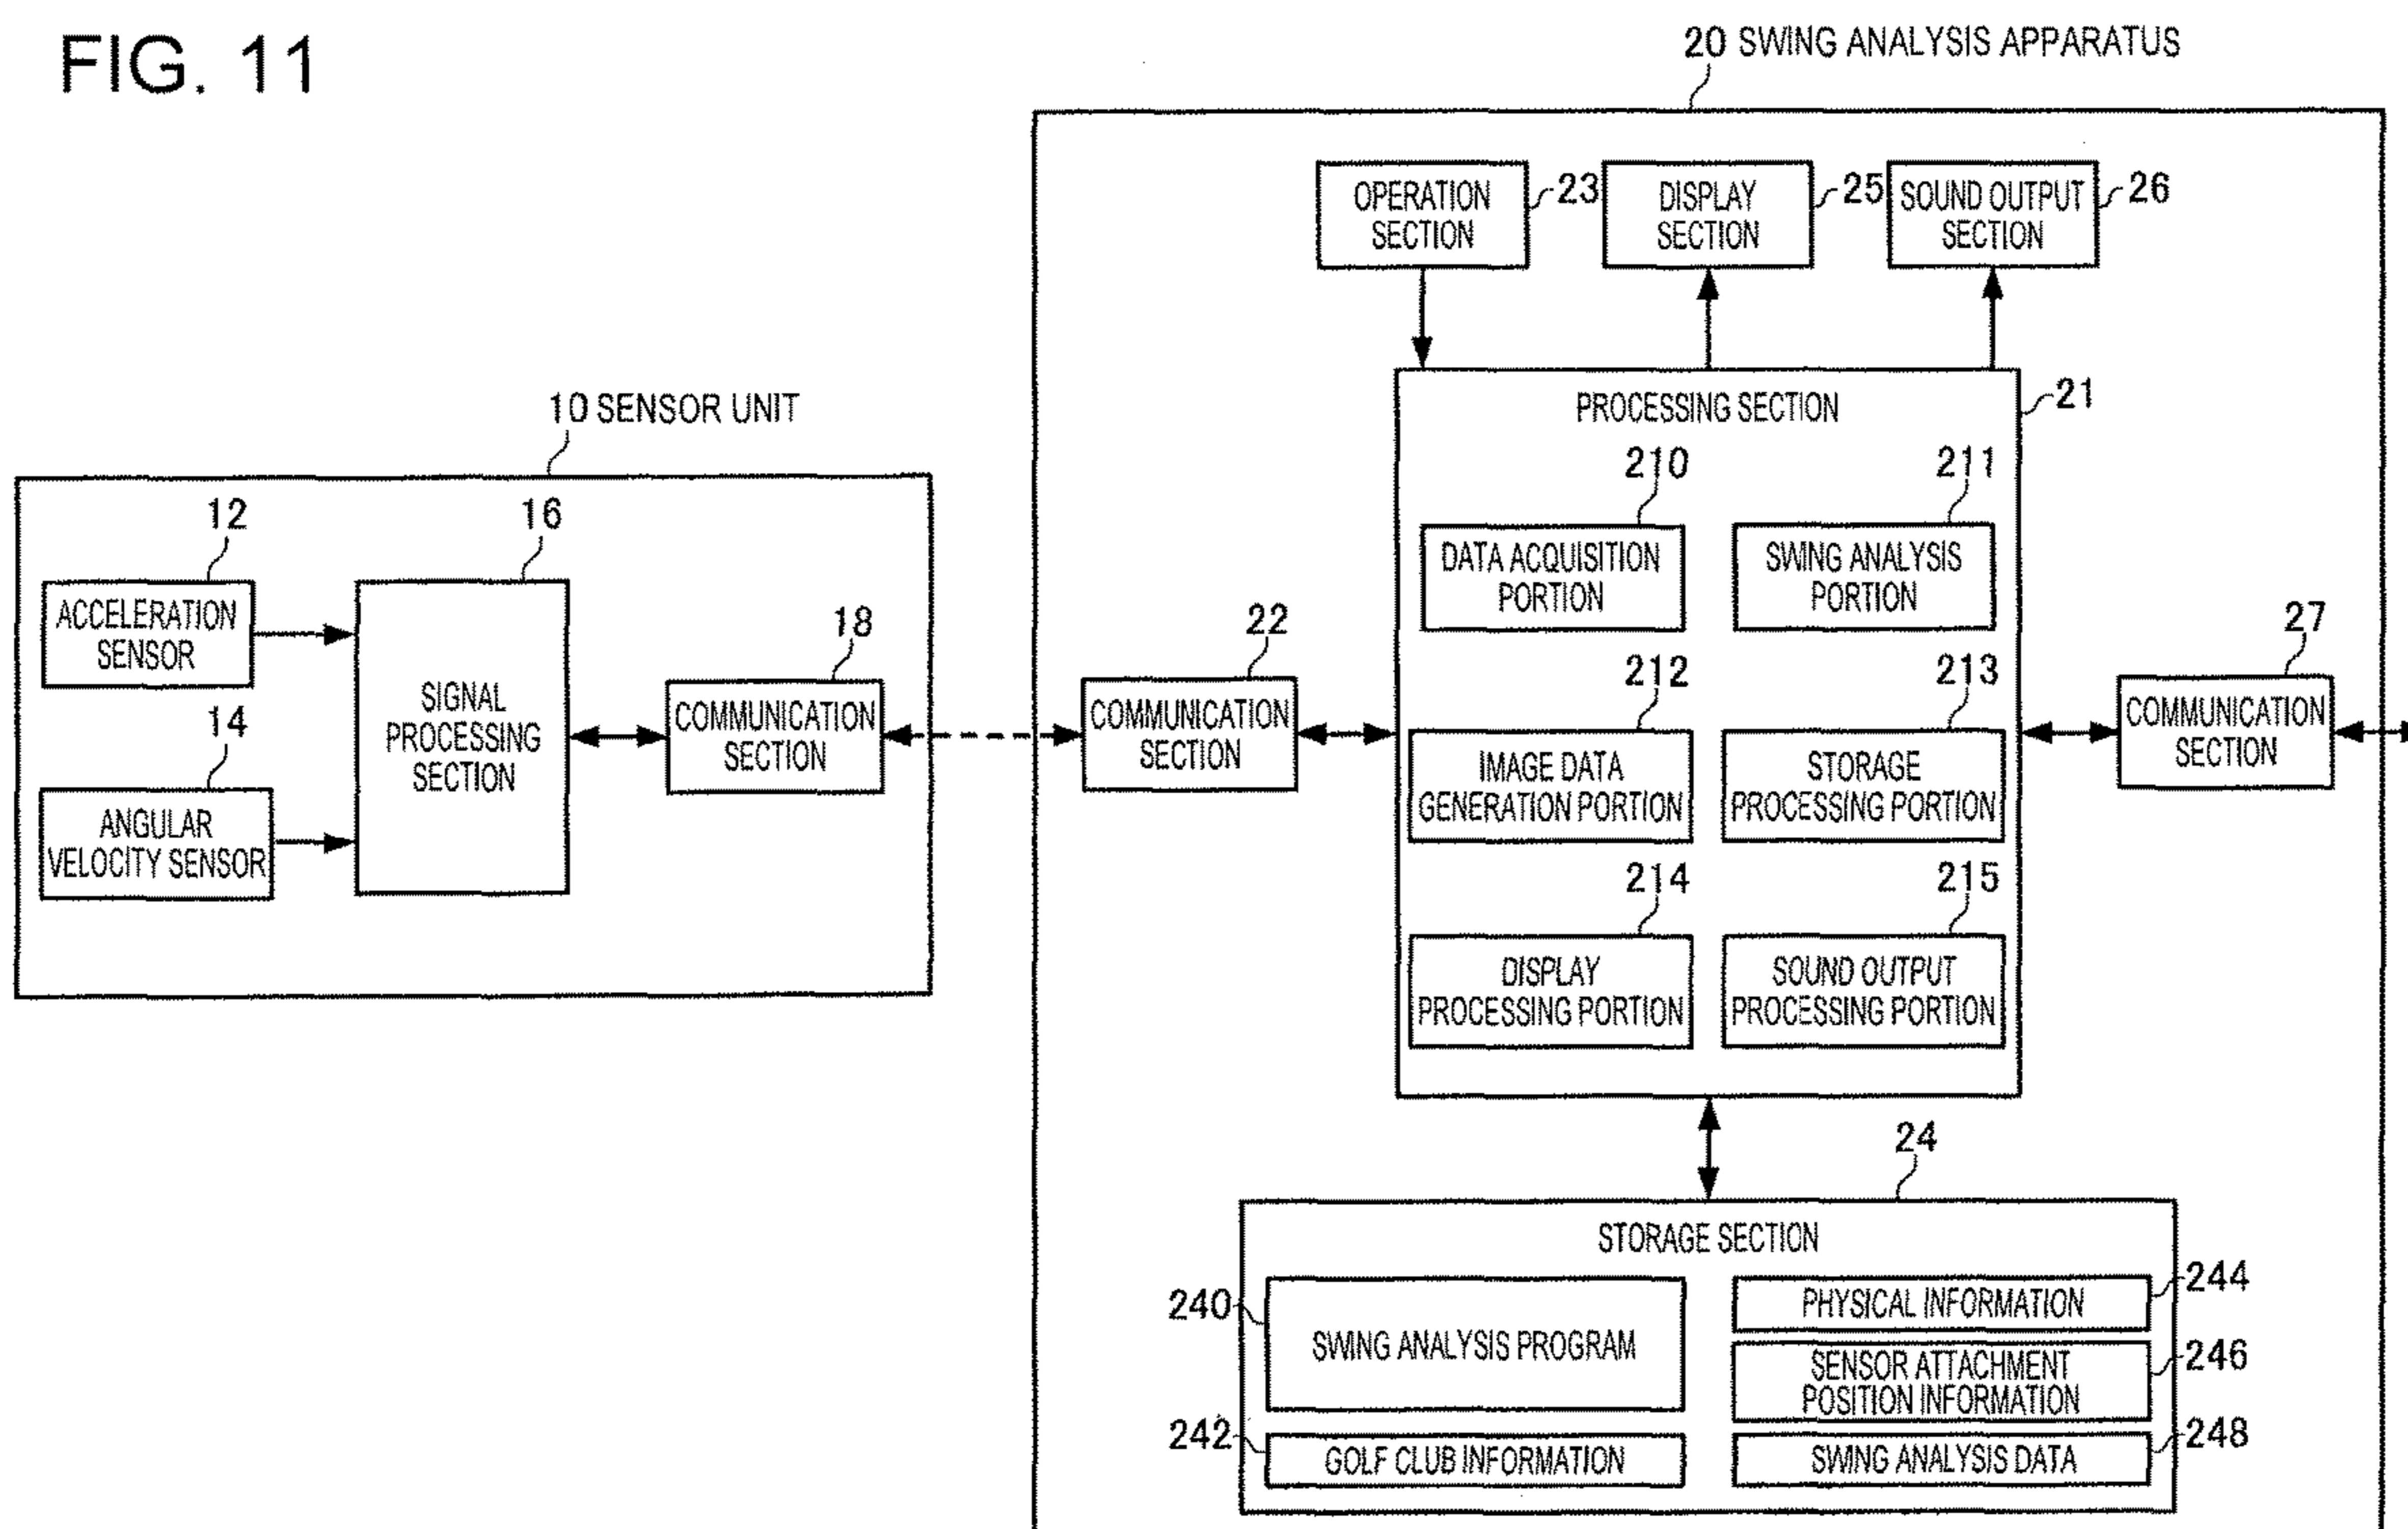 FIG. 11
20 SWING ANALYSIS APPARATUS
OPERATION
SECTION
23
DISPLAY
SECTION
25
SOUND OUTPUT
SECTION
26
PROCESSING SECTION
21
10 SENSOR UNIT
12
ACCELERATION
SENSOR
14
ANGULAR
VELOCITY SENSOR
16
SIGNAL
PROCESSING
SECTION
18
COMMUNICATION
SECTION
22
COMMUNICATION
SECTION
210
DATA ACQUISITION
PORTION
211
SWING ANALYSIS
PORTION
212
IMAGE DATA
GENERATION PORTION
213
STORAGE
PROCESSING PORTION
214
DISPLAY
PROCESSING PORTION
215
SOUND OUTPUT
PROCESSING PORTION
27
COMMUNICATION
SECTION
24
STORAGE SECTION
240
SWING ANALYSIS PROGRAM
242
GOLF CLUB INFORMATION
PHYSICAL INFORMATION
244
SENSOR ATTACHMENT
POSITION INFORMATION
246
SWING ANALYSIS DATA
248